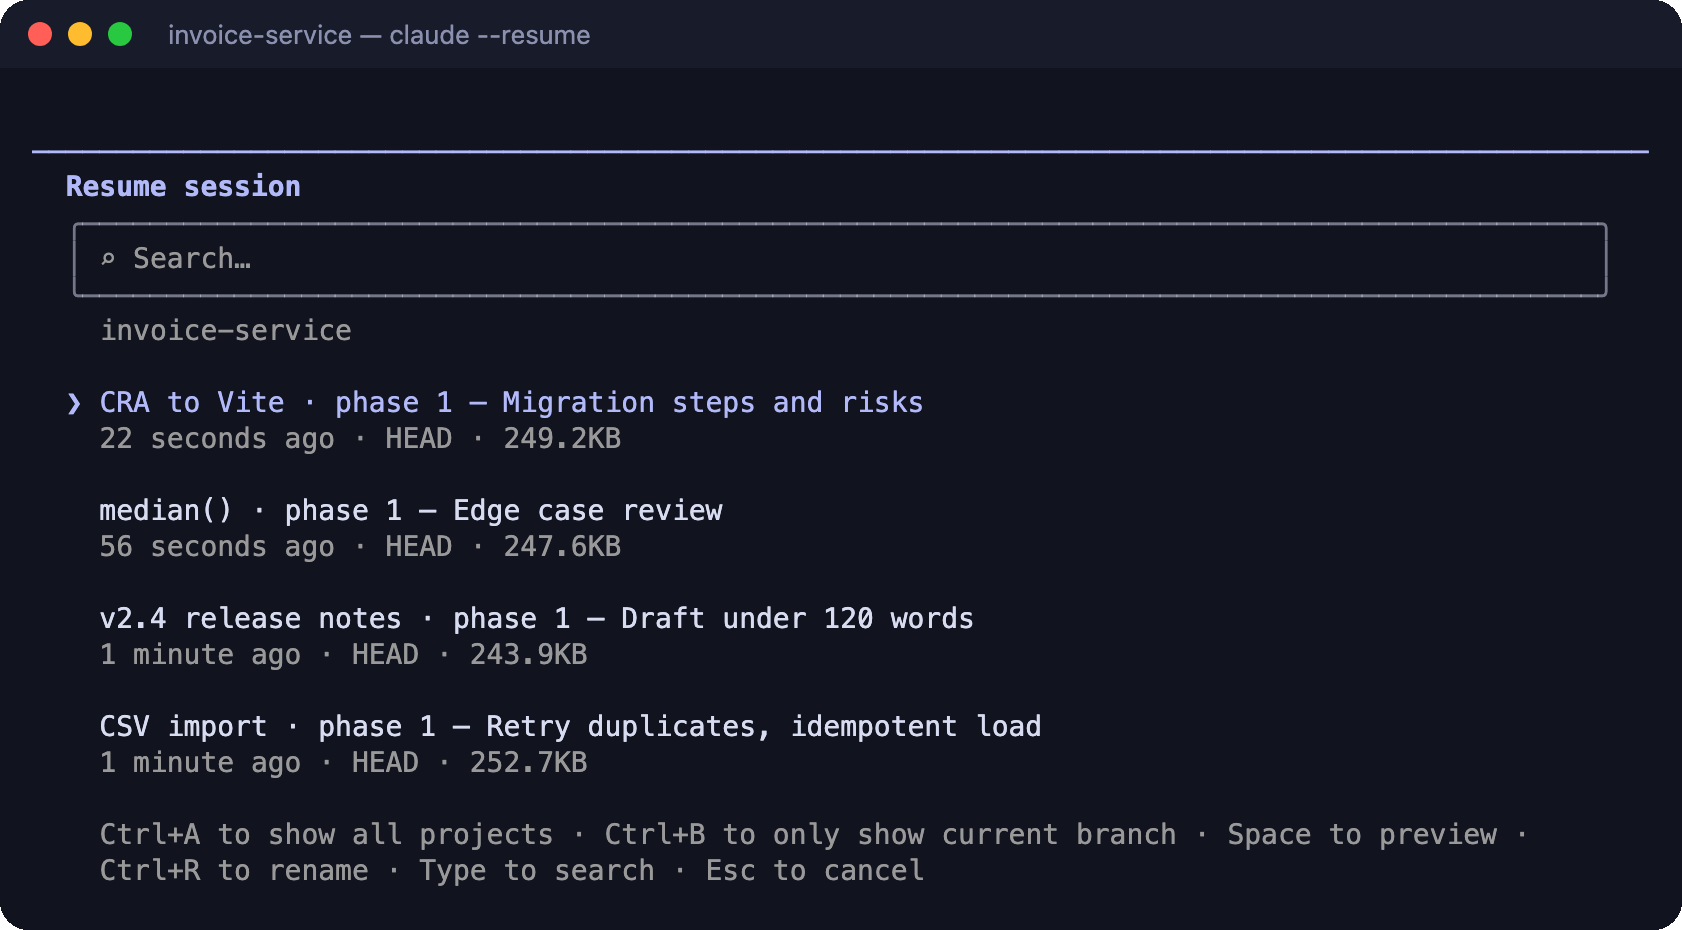 invoice-service — claude --resume
Resume session
⌕ Search…
invoice-service
❯ CRA to Vite · phase 1 — Migration steps and risks
22 seconds ago · HEAD · 249.2KB
median() · phase 1 — Edge case review
56 seconds ago · HEAD · 247.6KB
v2.4 release notes · phase 1 — Draft under 120 words
1 minute ago · HEAD · 243.9KB
CSV import · phase 1 — Retry duplicates, idempotent load
1 minute ago · HEAD · 252.7KB
Ctrl+A to show all projects · Ctrl+B to only show current branch · Space to preview ·
Ctrl+R to rename · Type to search · Esc to cancel